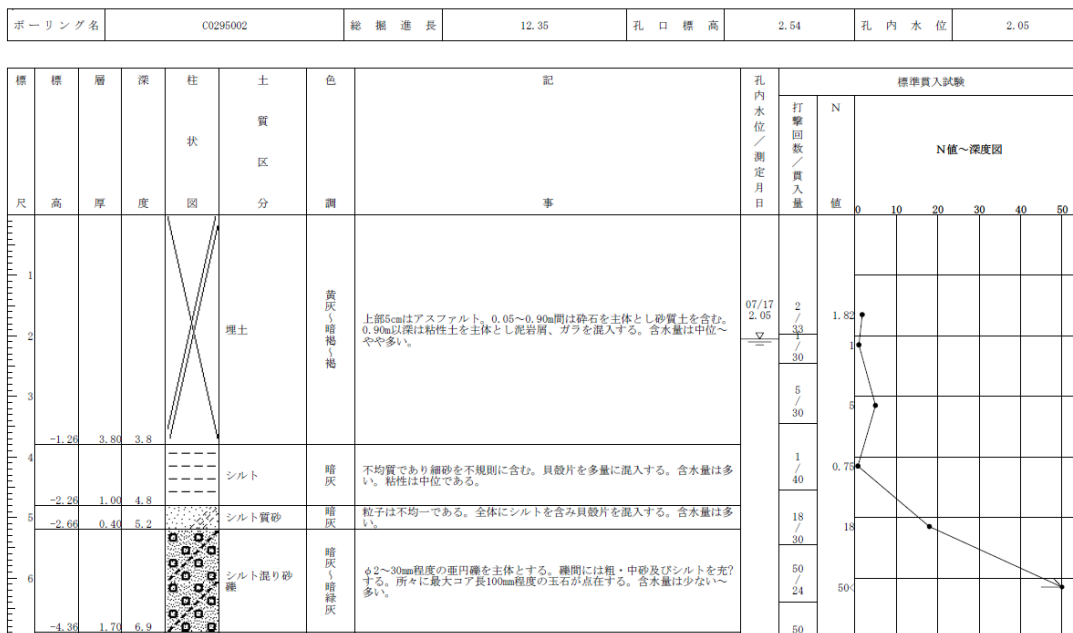 ボーリング名 C0295002 総掘進長 12.35 孔口標高 2.54 孔内水位 2.05
標尺 標高 層厚 深度 柱状図 土質区分 色調 記事 孔内水位/測定月日 標準貫入試験
打撃回数/貫入量 N値 N値~深度図
0 10 20 30 40 50
1
2
3
4
5
6
-1.26 3.80 3.8
埋土
黄灰~暗褐~褐
上部5cmはアスファルト。0.05~0.90m間は砕石を主体とし砂質土を含む。
0.90m以深は粘性土を主体とし泥岩屑、ガラを混入する。含水量は中位~
やや多い。
07/17
2.05
2/33 1.82
1/30 1
5/30 5
-2.26 1.00 4.8
シルト
暗灰
不均質であり細砂を不規則に含む。貝殻片を多量に混入する。含水量は多
い。粘性は中位である。
1/40 0.75
-2.66 0.40 5.2
シルト質砂
暗灰
粒子は不均一である。全体にシルトを含み貝殻片を混入する。含水量は多
い。
18/30 18
-4.36 1.70 6.9
シルト混り砂
礫
暗灰~暗緑灰
φ2~30mm程度の亜円礫を主体とする。礫間には粗・中砂及びシルトを充?
する。所々に最大コア長100mm程度の玉石が点在する。含水量は少ない~
多い。
50/24 50<
50